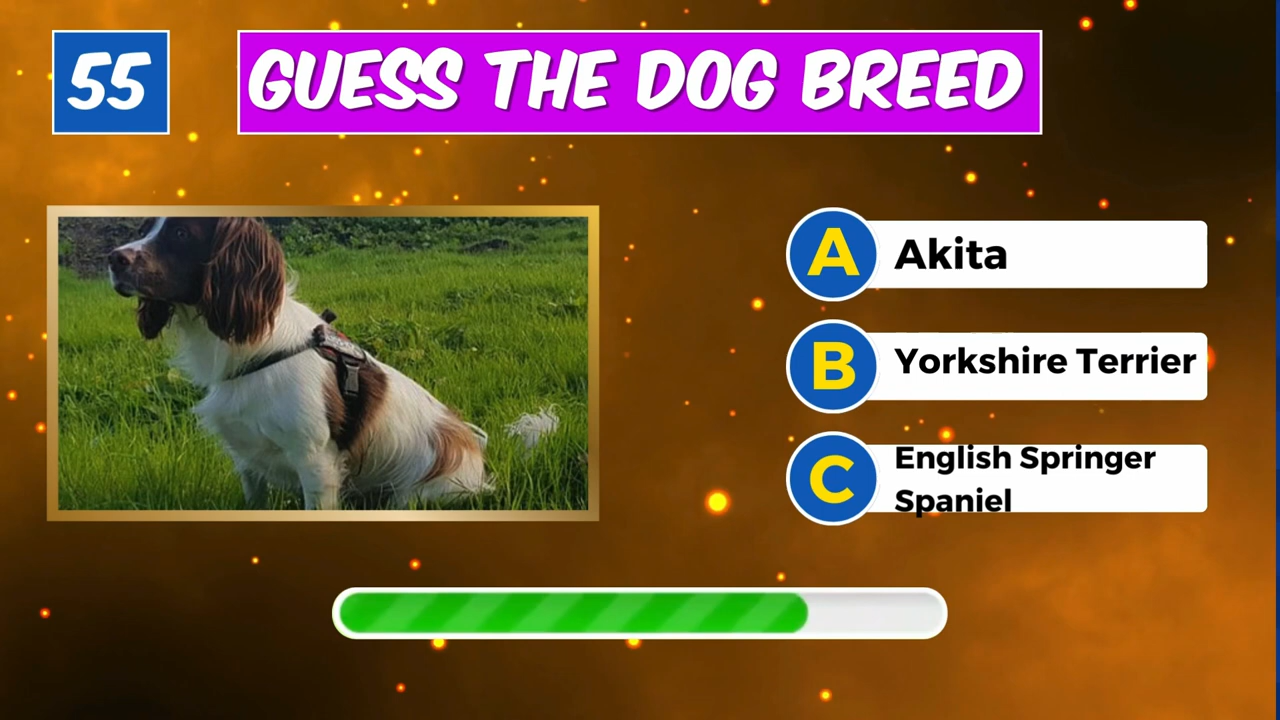 55
GUESS THE DOG BREED
A
Akita
B
Yorkshire Terrier
C
English Springer
Spaniel